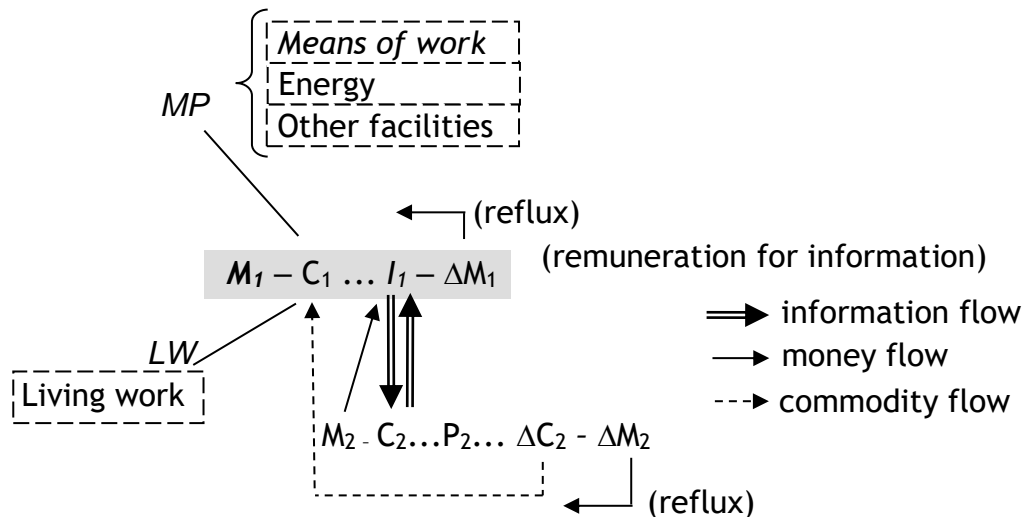 Means of work
Energy
MP
Other facilities
(reflux)
(remuneration for information)
M₁ – C₁ … I₁ – ΔM₁
information flow
LW
money flow
Living work
commodity flow
M₂ - C₂…P₂… ΔC₂ - ΔM₂
(reflux)